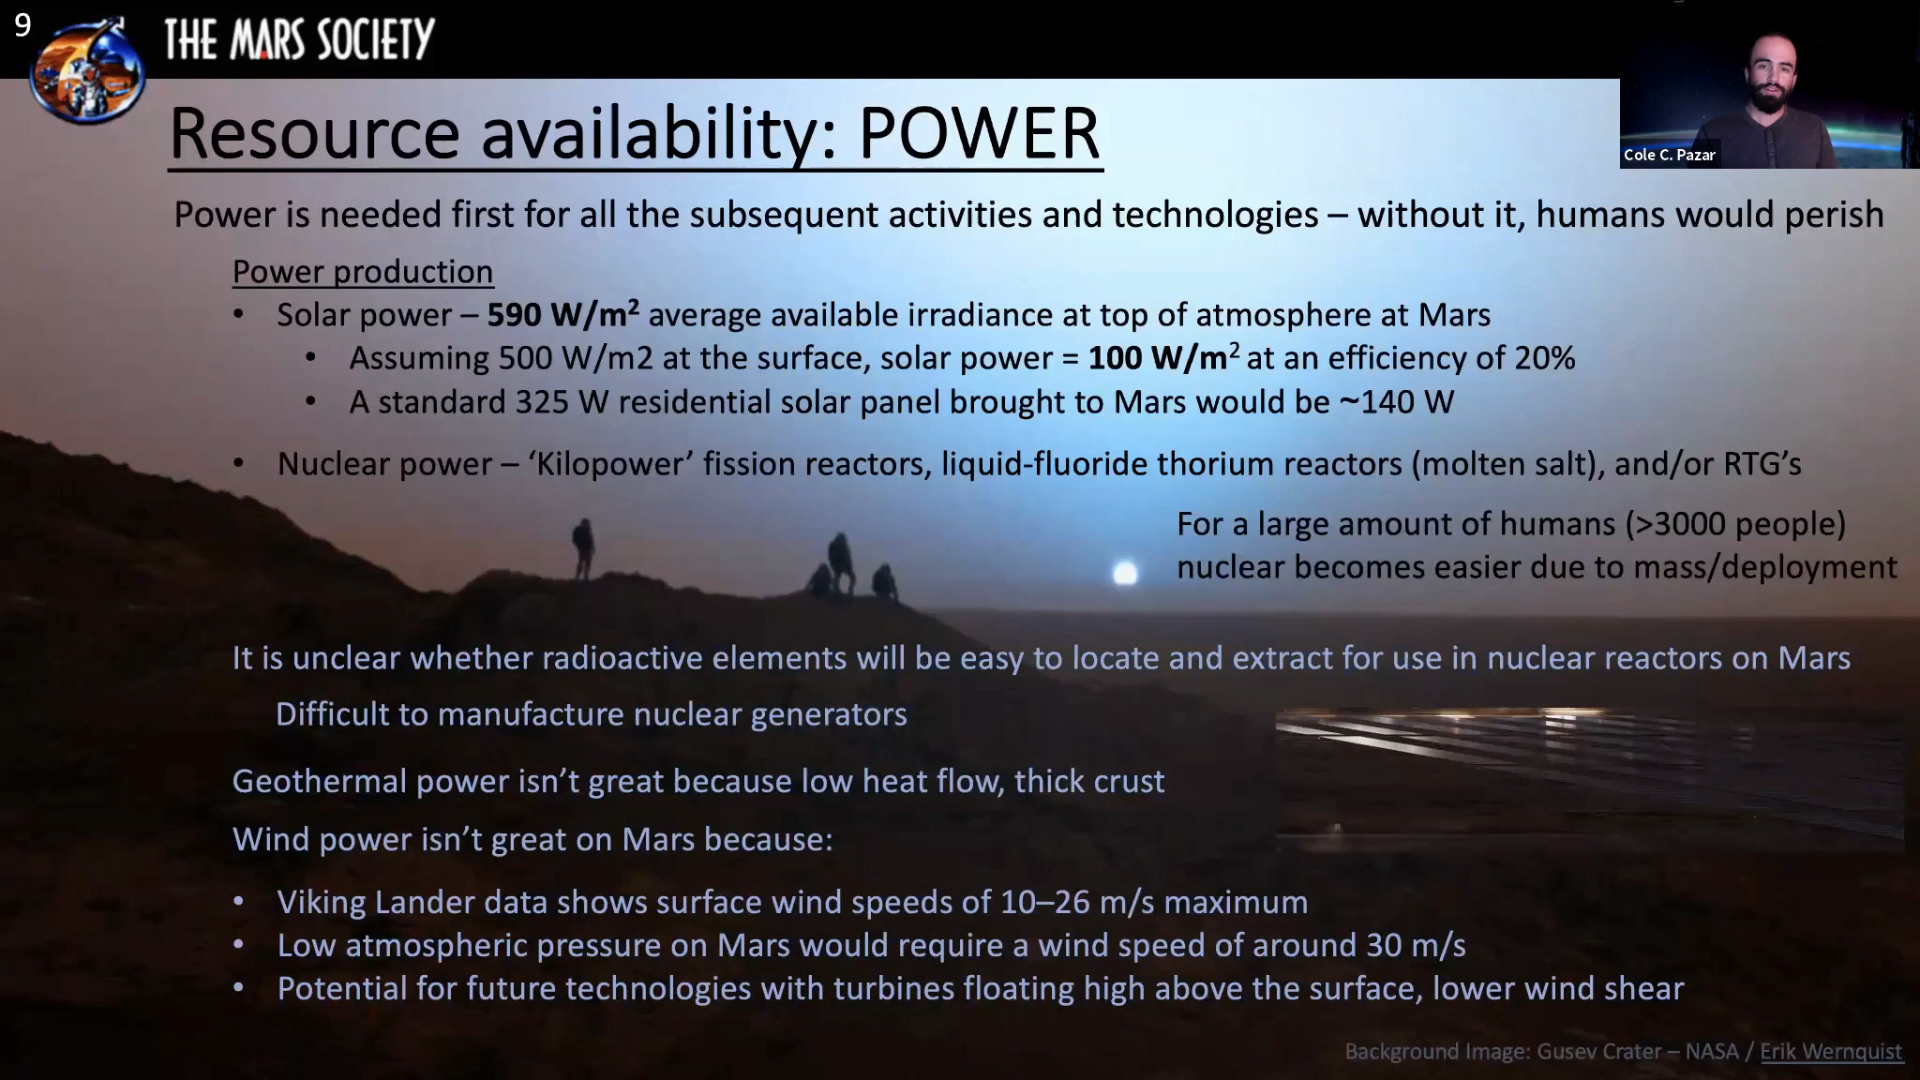 9
THE MARS SOCIETY
Cole C. Pazar
Resource availability: POWER
Power is needed first for all the subsequent activities and technologies – without it, humans would perish
Power production
• Solar power – 590 W/m² average available irradiance at top of atmosphere at Mars
• Assuming 500 W/m2 at the surface, solar power = 100 W/m² at an efficiency of 20%
• A standard 325 W residential solar panel brought to Mars would be ~140 W
• Nuclear power – ‘Kilopower’ fission reactors, liquid-fluoride thorium reactors (molten salt), and/or RTG’s
For a large amount of humans (>3000 people)
nuclear becomes easier due to mass/deployment
It is unclear whether radioactive elements will be easy to locate and extract for use in nuclear reactors on Mars
Difficult to manufacture nuclear generators
Geothermal power isn’t great because low heat flow, thick crust
Wind power isn’t great on Mars because:
• Viking Lander data shows surface wind speeds of 10–26 m/s maximum
• Low atmospheric pressure on Mars would require a wind speed of around 30 m/s
• Potential for future technologies with turbines floating high above the surface, lower wind shear
Background Image: Gusev Crater – NASA / Erik Wernquist